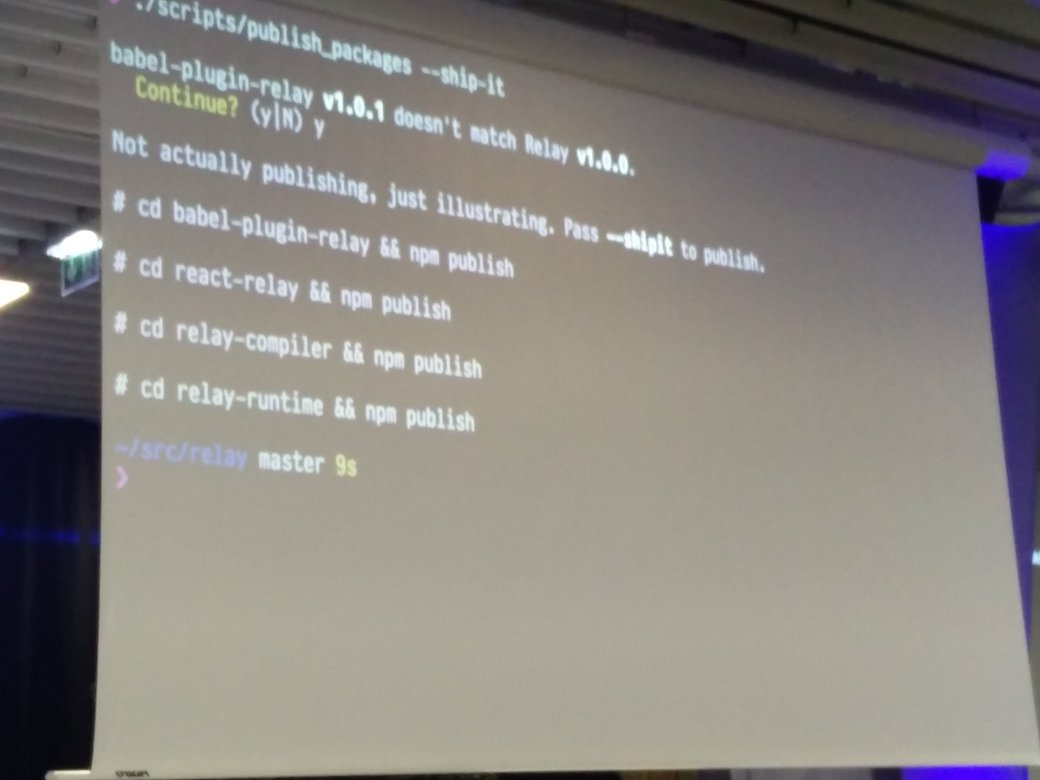 ❯ ./scripts/publish_packages --ship-it
babel-plugin-relay v1.0.1 doesn't match Relay v1.0.0.
Continue? (y|N) y
Not actually publishing, just illustrating. Pass --shipit to publish.
# cd babel-plugin-relay && npm publish
# cd react-relay && npm publish
# cd relay-compiler && npm publish
# cd relay-runtime && npm publish
~/src/relay master 9s
❯